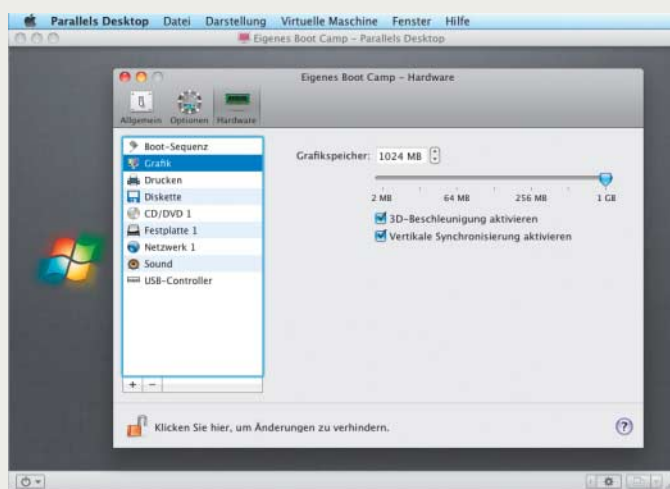 Parallels Desktop Datei Darstellung Virtuelle Maschine Fenster Hilfe
Eigenes Boot Camp – Parallels Desktop
Eigenes Boot Camp – Hardware
Allgemein Optionen Hardware
Boot-Sequenz
Grafik
Drucken
Diskette
CD/DVD 1
Festplatte 1
Netzwerk 1
Sound
USB-Controller
+ −
Grafikspeicher: 1024 MB
2 MB 64 MB 256 MB 1 GB
3D-Beschleunigung aktivieren
Vertikale Synchronisierung aktivieren
Klicken Sie hier, um Änderungen zu verhindern.
?